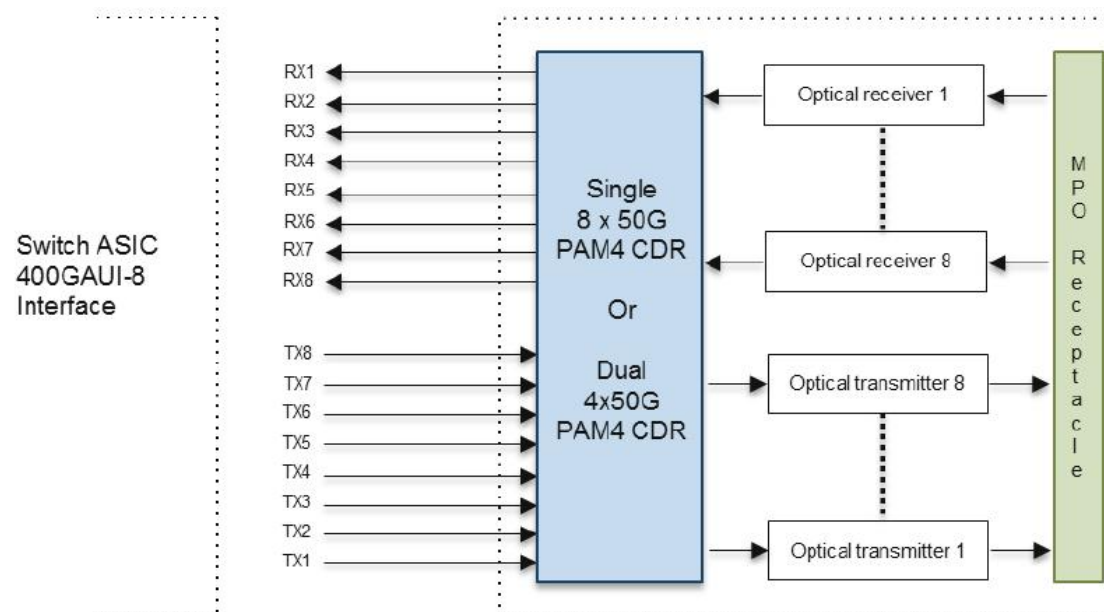 Switch ASIC
400GAUI-8
Interface
RX1
RX2
RX3
RX4
RX5
RX6
RX7
RX8
TX8
TX7
TX6
TX5
TX4
TX3
TX2
TX1
Single
8 x 50G
PAM4 CDR
Or
Dual
4x50G
PAM4 CDR
Optical receiver 1
Optical receiver 8
Optical transmitter 8
Optical transmitter 1
MPO Receptacle